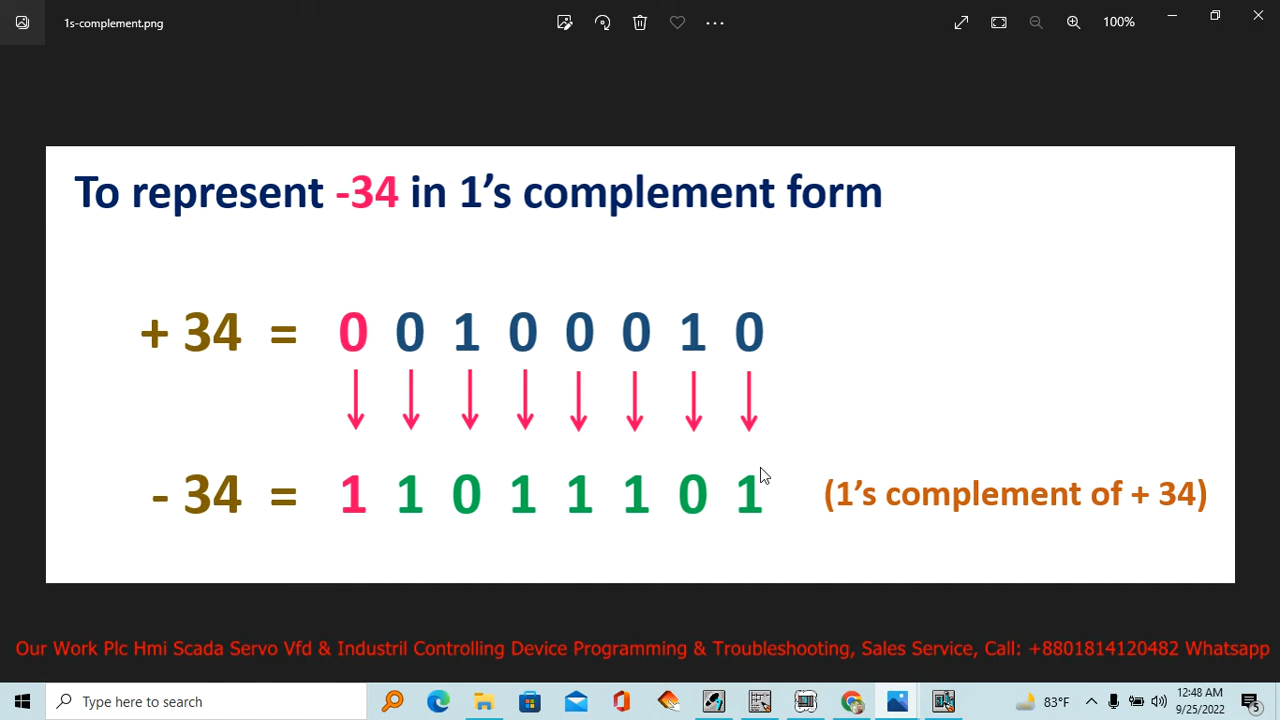 1s-complement.png
100%
To represent -34 in 1’s complement form
+ 34 = 0 0 1 0 0 0 1 0
- 34 = 1 1 0 1 1 1 0 1 (1’s complement of + 34)
Our Work Plc Hmi Scada Servo Vfd & Industril Controlling Device Programming & Troubleshooting, Sales Service, Call: +8801814120482 Whatsapp
Type here to search
83°F
12:48 AM
9/25/2022
5